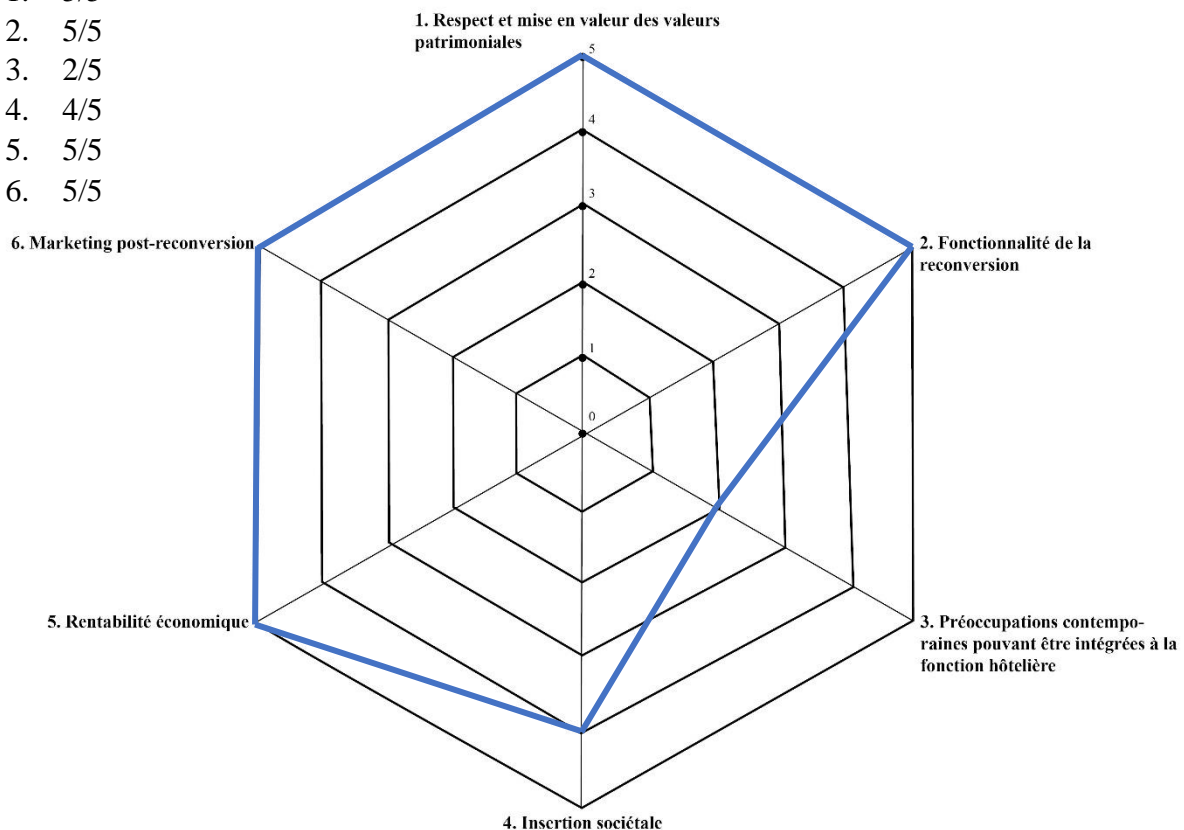 2. 5/5
3. 2/5
4. 4/5
5. 5/5
6. 5/5
1. Respect et mise en valeur des valeurs
patrimoniales
5
4
3
2
1
0
6. Marketing post-reconversion
2. Fonctionnalité de la
reconversion
5. Rentabilité économique
3. Préoccupations contempo-
raines pouvant être intégrées à la
fonction hôtelière
4. Insertion sociétale